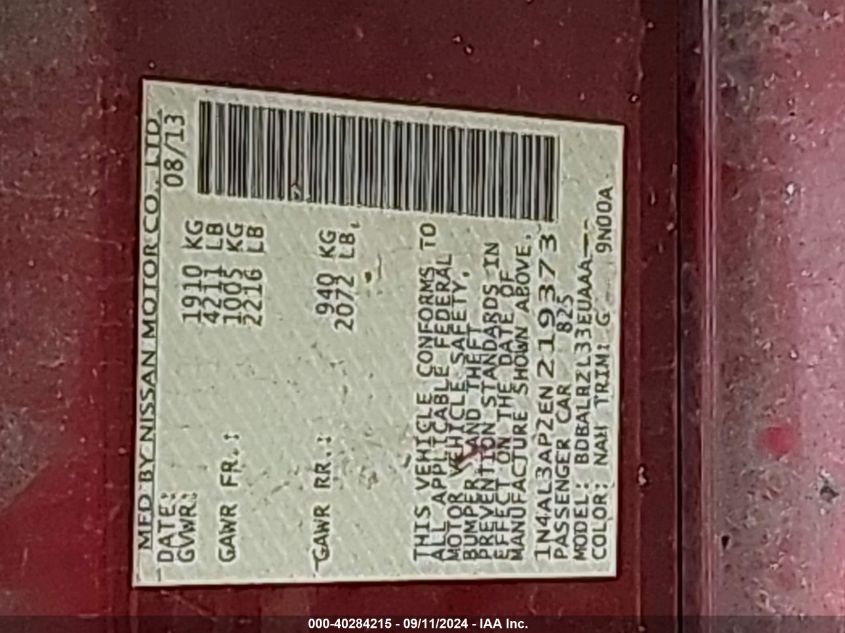 MFD BY NISSAN MOTOR CO., LTD.
DATE: 08/13
GVWR: 1910 KG
4211 LB
GAWR FR.: 1005 KG
2216 LB
GAWR RR.: 940 KG
2072 LB.
THIS VEHICLE CONFORMS TO
ALL APPLICABLE FEDERAL
MOTOR VEHICLE SAFETY,
BUMPER AND THEFT
PREVENTION STANDARDS IN
EFFECT ON THE DATE OF
MANUFACTURE SHOWN ABOVE.
1N4AL3AP2EN219373
PASSENGER CAR 825
MODEL: BDBALRZL33EUAAA--
COLOR: NAH TRIM: G 9N00A
000-40284215 - 09/11/2024 - IAA Inc.